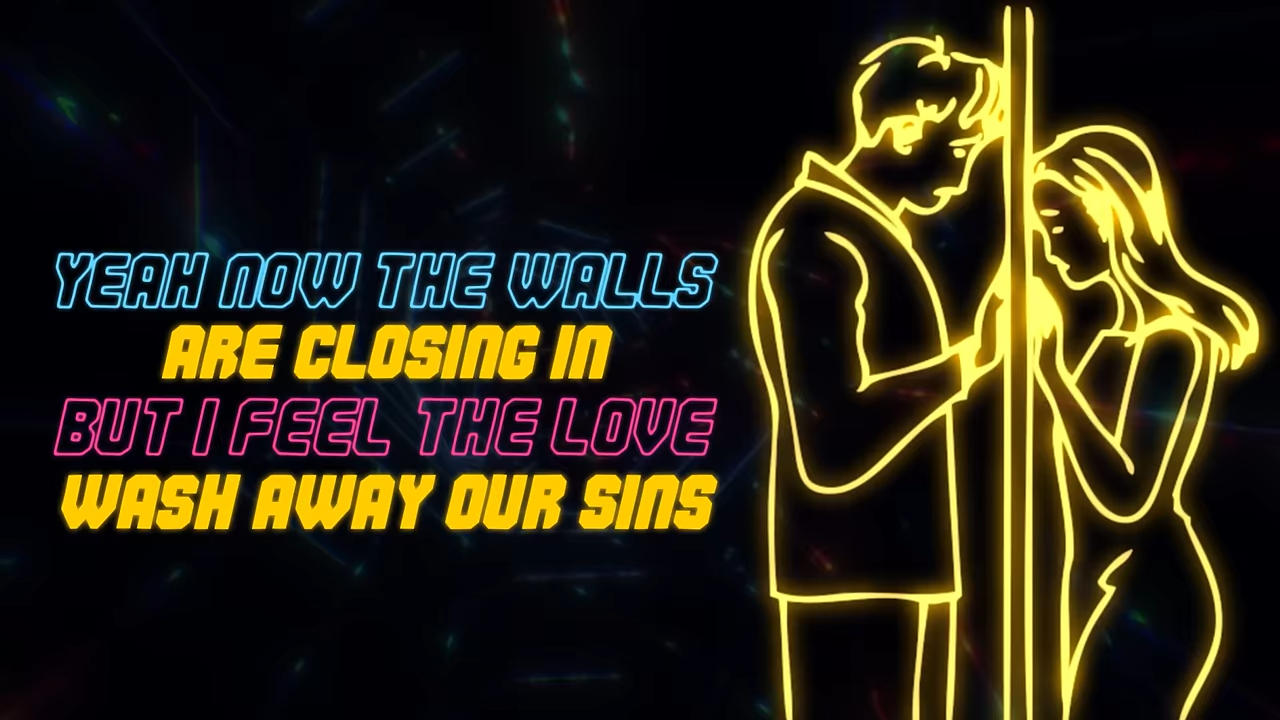 YEAH NOW THE WALLS
ARE CLOSING IN
BUT I FEEL THE LOVE
WASH AWAY OUR SINS